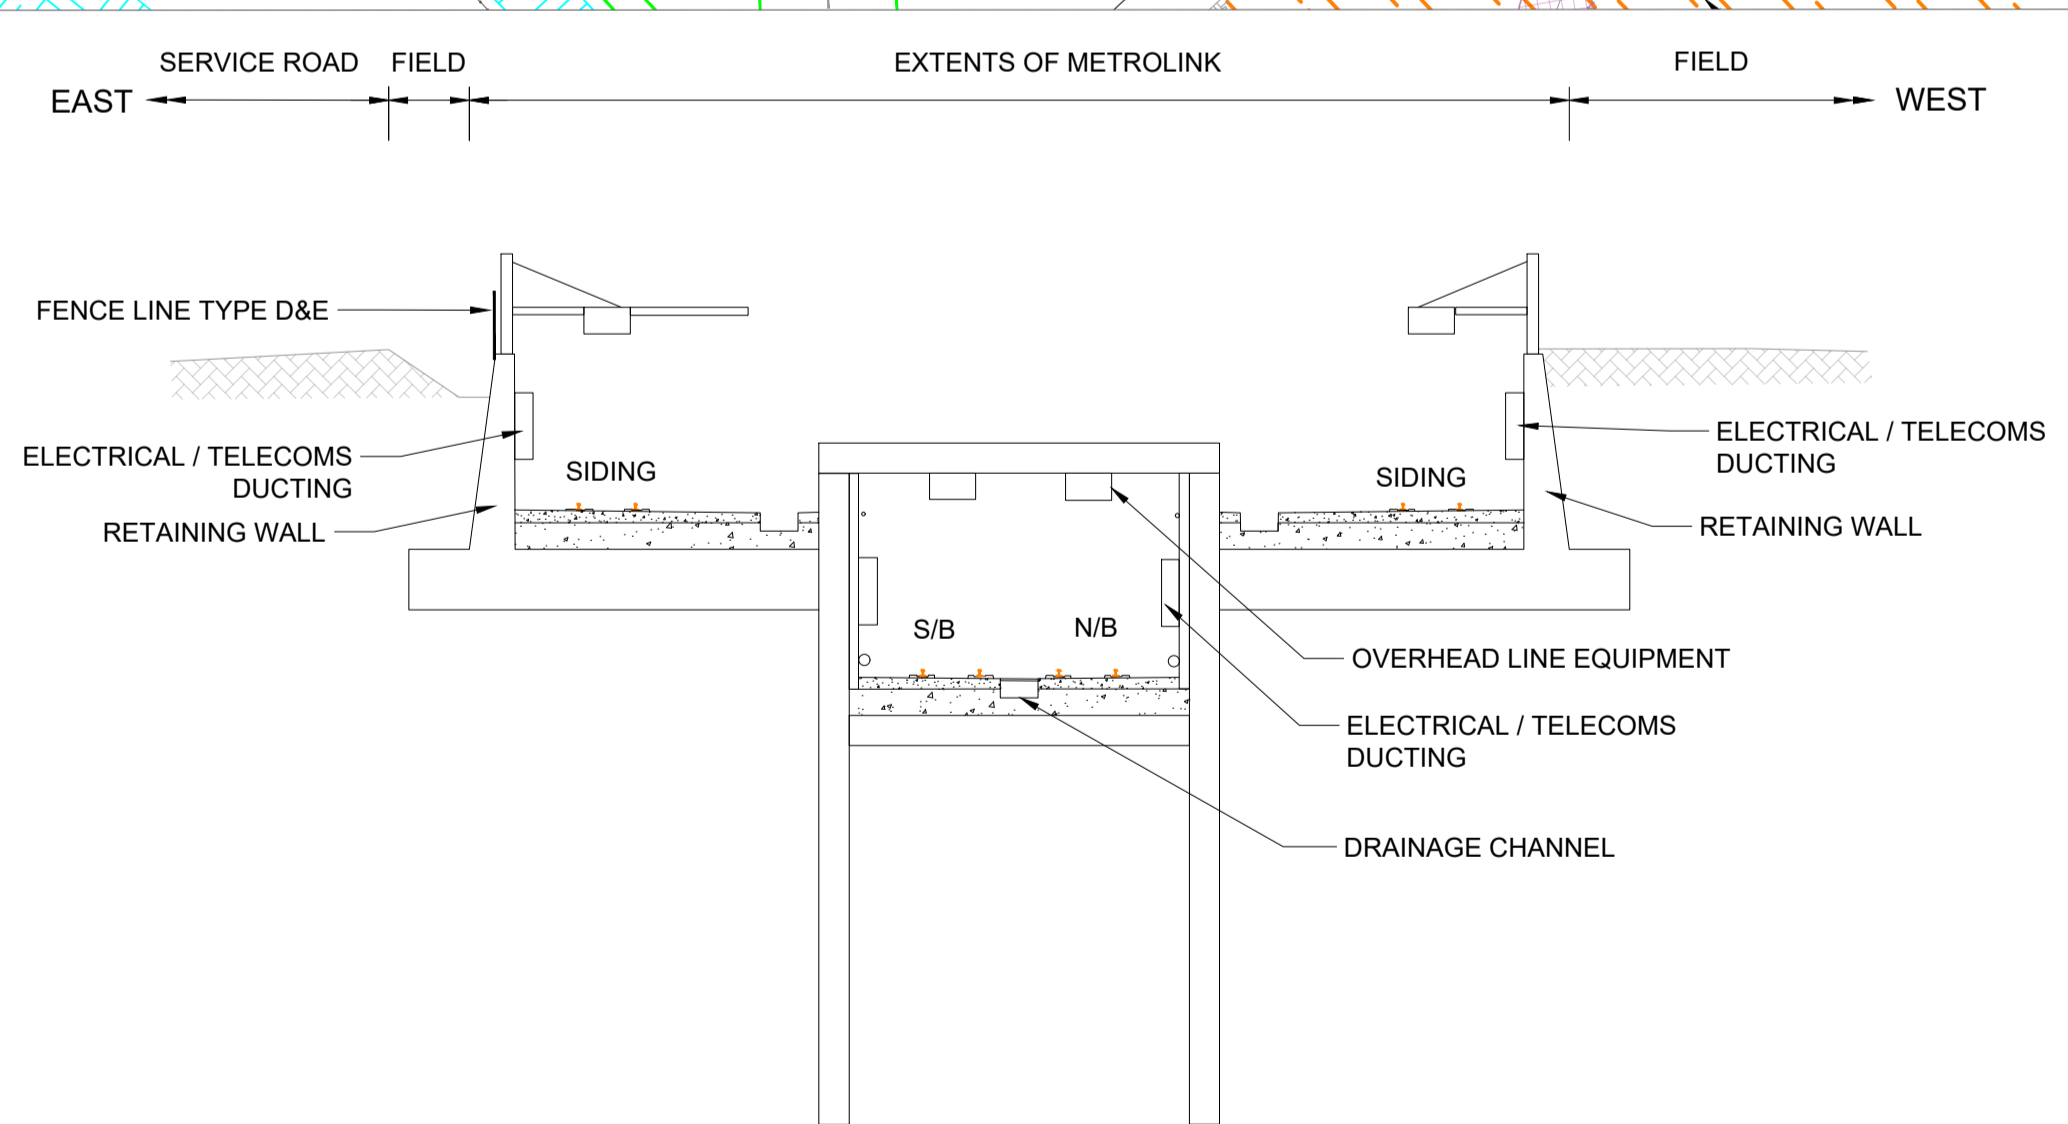 SERVICE ROAD
FIELD
EXTENTS OF METROLINK
FIELD
EAST
WEST
FENCE LINE TYPE D&E
ELECTRICAL / TELECOMS
DUCTING
RETAINING WALL
SIDING
SIDING
ELECTRICAL / TELECOMS
DUCTING
RETAINING WALL
S/B
N/B
OVERHEAD LINE EQUIPMENT
ELECTRICAL / TELECOMS
DUCTING
DRAINAGE CHANNEL